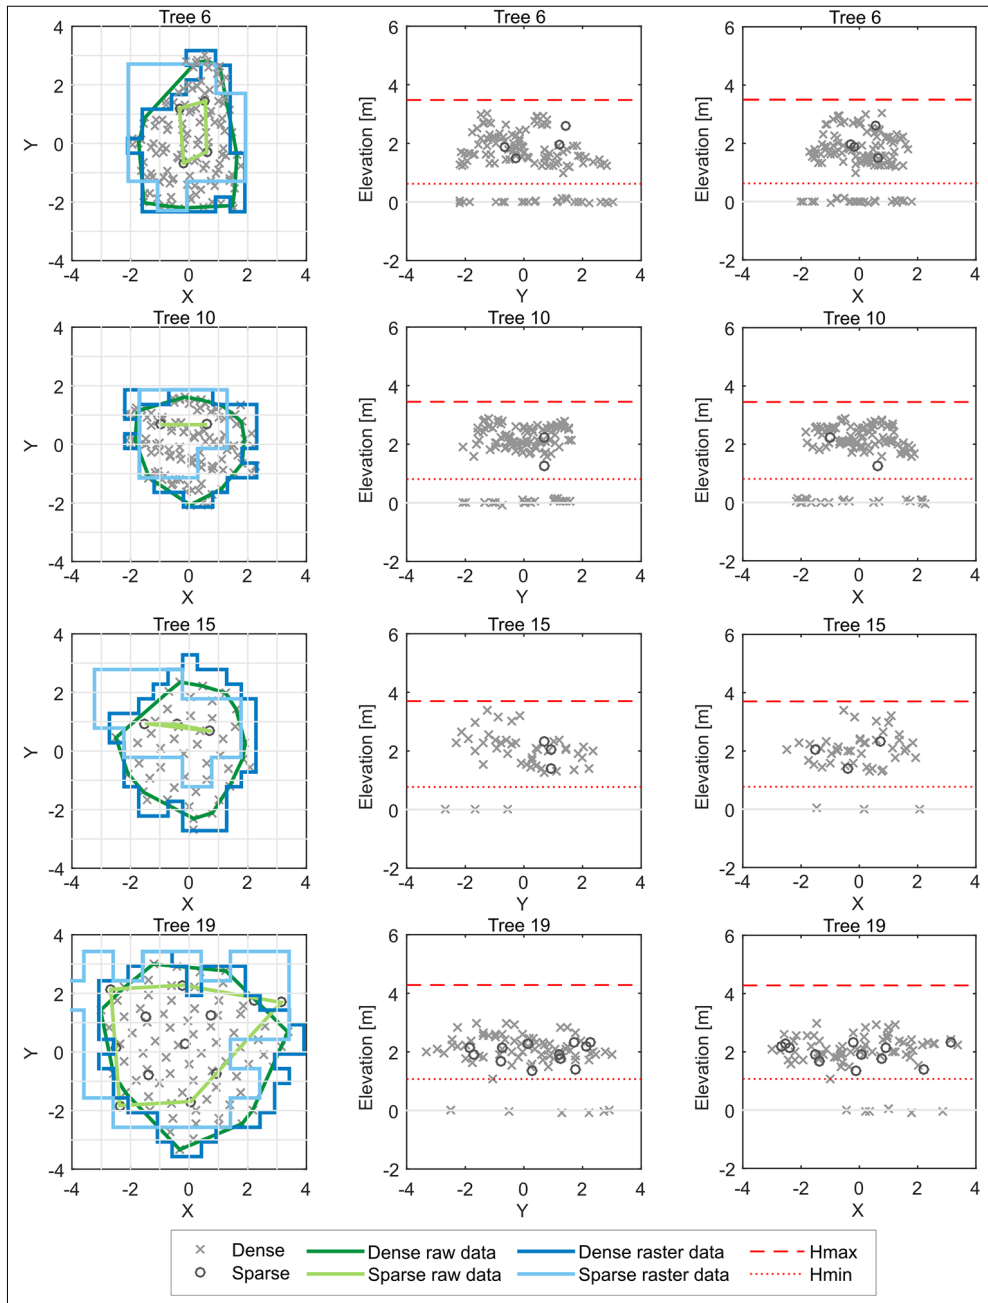 Tree 6 Tree 6 Tree 6
4 6 6
2 4 4
Y 0 Elevation [m] 2 Elevation [m] 2
-2 0 0
-4 -2 -2
-4 -2 0 2 4 -4 -2 0 2 4 -4 -2 0 2 4
X Y X
Tree 10 Tree 10 Tree 10
4 6 6
2 4 4
Y 0 Elevation [m] 2 Elevation [m] 2
-2 0 0
-4 -2 -2
-4 -2 0 2 4 -4 -2 0 2 4 -4 -2 0 2 4
X Y X
Tree 15 Tree 15 Tree 15
4 6 6
2 4 4
Y 0 Elevation [m] 2 Elevation [m] 2
-2 0 0
-4 -2 -2
-4 -2 0 2 4 -4 -2 0 2 4 -4 -2 0 2 4
X Y X
Tree 19 Tree 19 Tree 19
4 6 6
2 4 4
Y 0 Elevation [m] 2 Elevation [m] 2
-2 0 0
-4 -2 -2
-4 -2 0 2 4 -4 -2 0 2 4 -4 -2 0 2 4
X Y X
Dense Dense raw data Dense raster data Hmax
Sparse Sparse raw data Sparse raster data Hmin